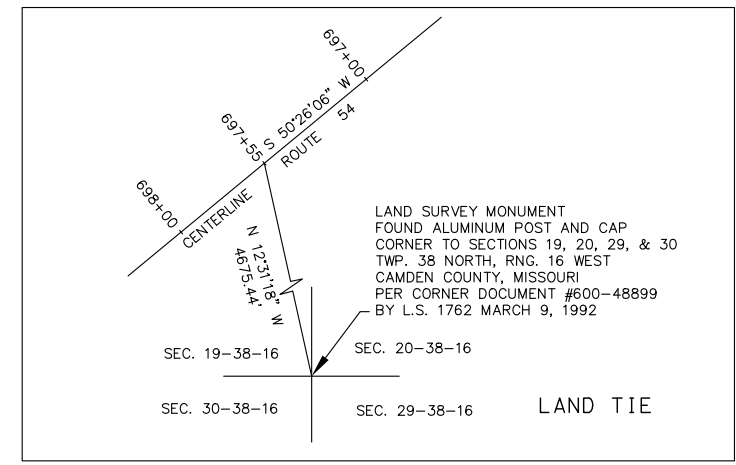 697+00
S 50°26'06" W
697+55
ROUTE 54
698+00
CENTERLINE
N 12°31'18" W
4675.44'
LAND SURVEY MONUMENT
FOUND ALUMINUM POST AND CAP
CORNER TO SECTIONS 19, 20, 29, & 30
TWP. 38 NORTH, RNG. 16 WEST
CAMDEN COUNTY, MISSOURI
PER CORNER DOCUMENT #600-48899
BY L.S. 1762 MARCH 9, 1992
SEC. 19-38-16
SEC. 20-38-16
SEC. 30-38-16
SEC. 29-38-16
LAND TIE